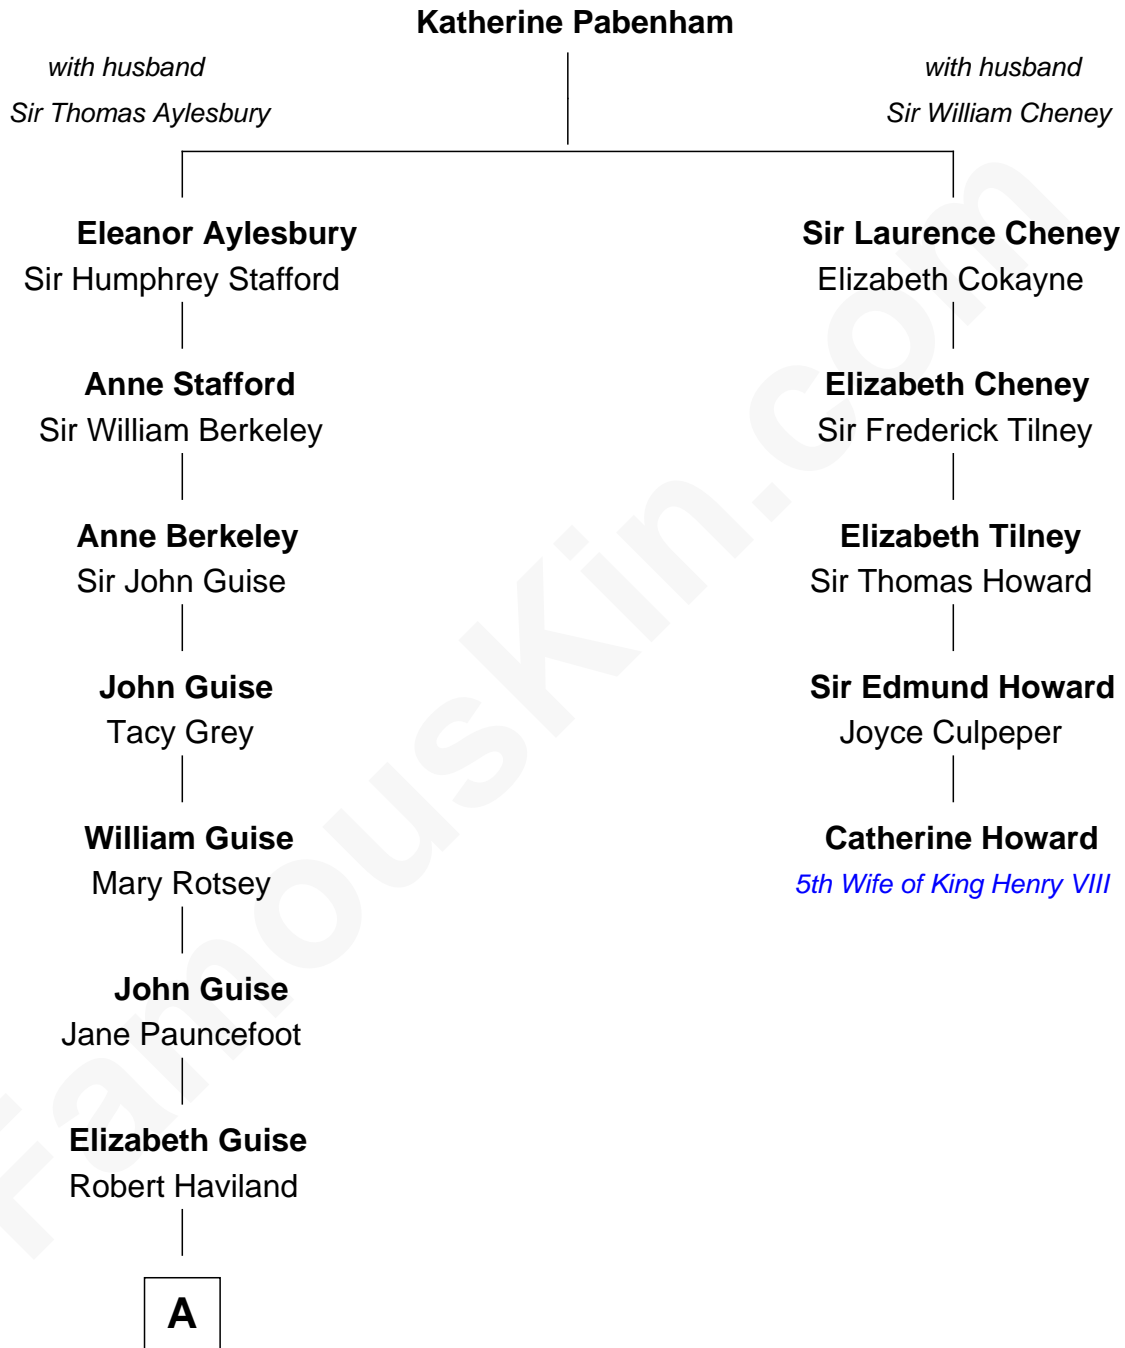 Katherine Pabenham
with husband
Sir Thomas Aylesbury
with husband
Sir William Cheney
Eleanor Aylesbury
Sir Humphrey Stafford
Anne Stafford
Sir William Berkeley
Anne Berkeley
Sir John Guise
John Guise
Tacy Grey
William Guise
Mary Rotsey
John Guise
Jane Pauncefoot
Elizabeth Guise
Robert Haviland
A
Sir Laurence Cheney
Elizabeth Cokayne
Elizabeth Cheney
Sir Frederick Tilney
Elizabeth Tilney
Sir Thomas Howard
Sir Edmund Howard
Joyce Culpeper
Catherine Howard
5th Wife of King Henry VIII
FamousKin.com